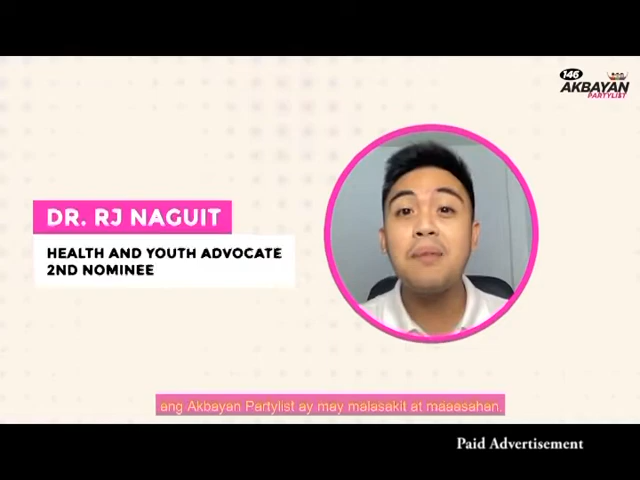 146
AKBAYAN
PARTYLIST
DR. RJ NAGUIT
HEALTH AND YOUTH ADVOCATE
2ND NOMINEE
ang Akbayan Partylist ay may malasakit at maaasahan.
Paid Advertisement